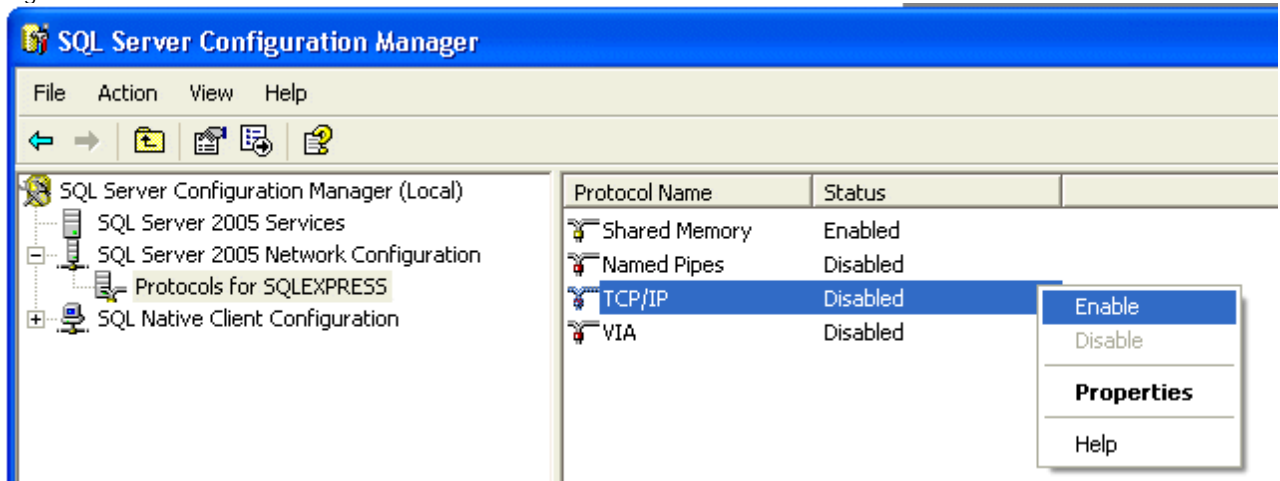 SQL Server Configuration Manager
File Action View Help
SQL Server Configuration Manager (Local)
SQL Server 2005 Services
SQL Server 2005 Network Configuration
Protocols for SQLEXPRESS
SQL Native Client Configuration
Protocol Name Status
Shared Memory Enabled
Named Pipes Disabled
TCP/IP Disabled
VIA Disabled
Enable
Disable
Properties
Help